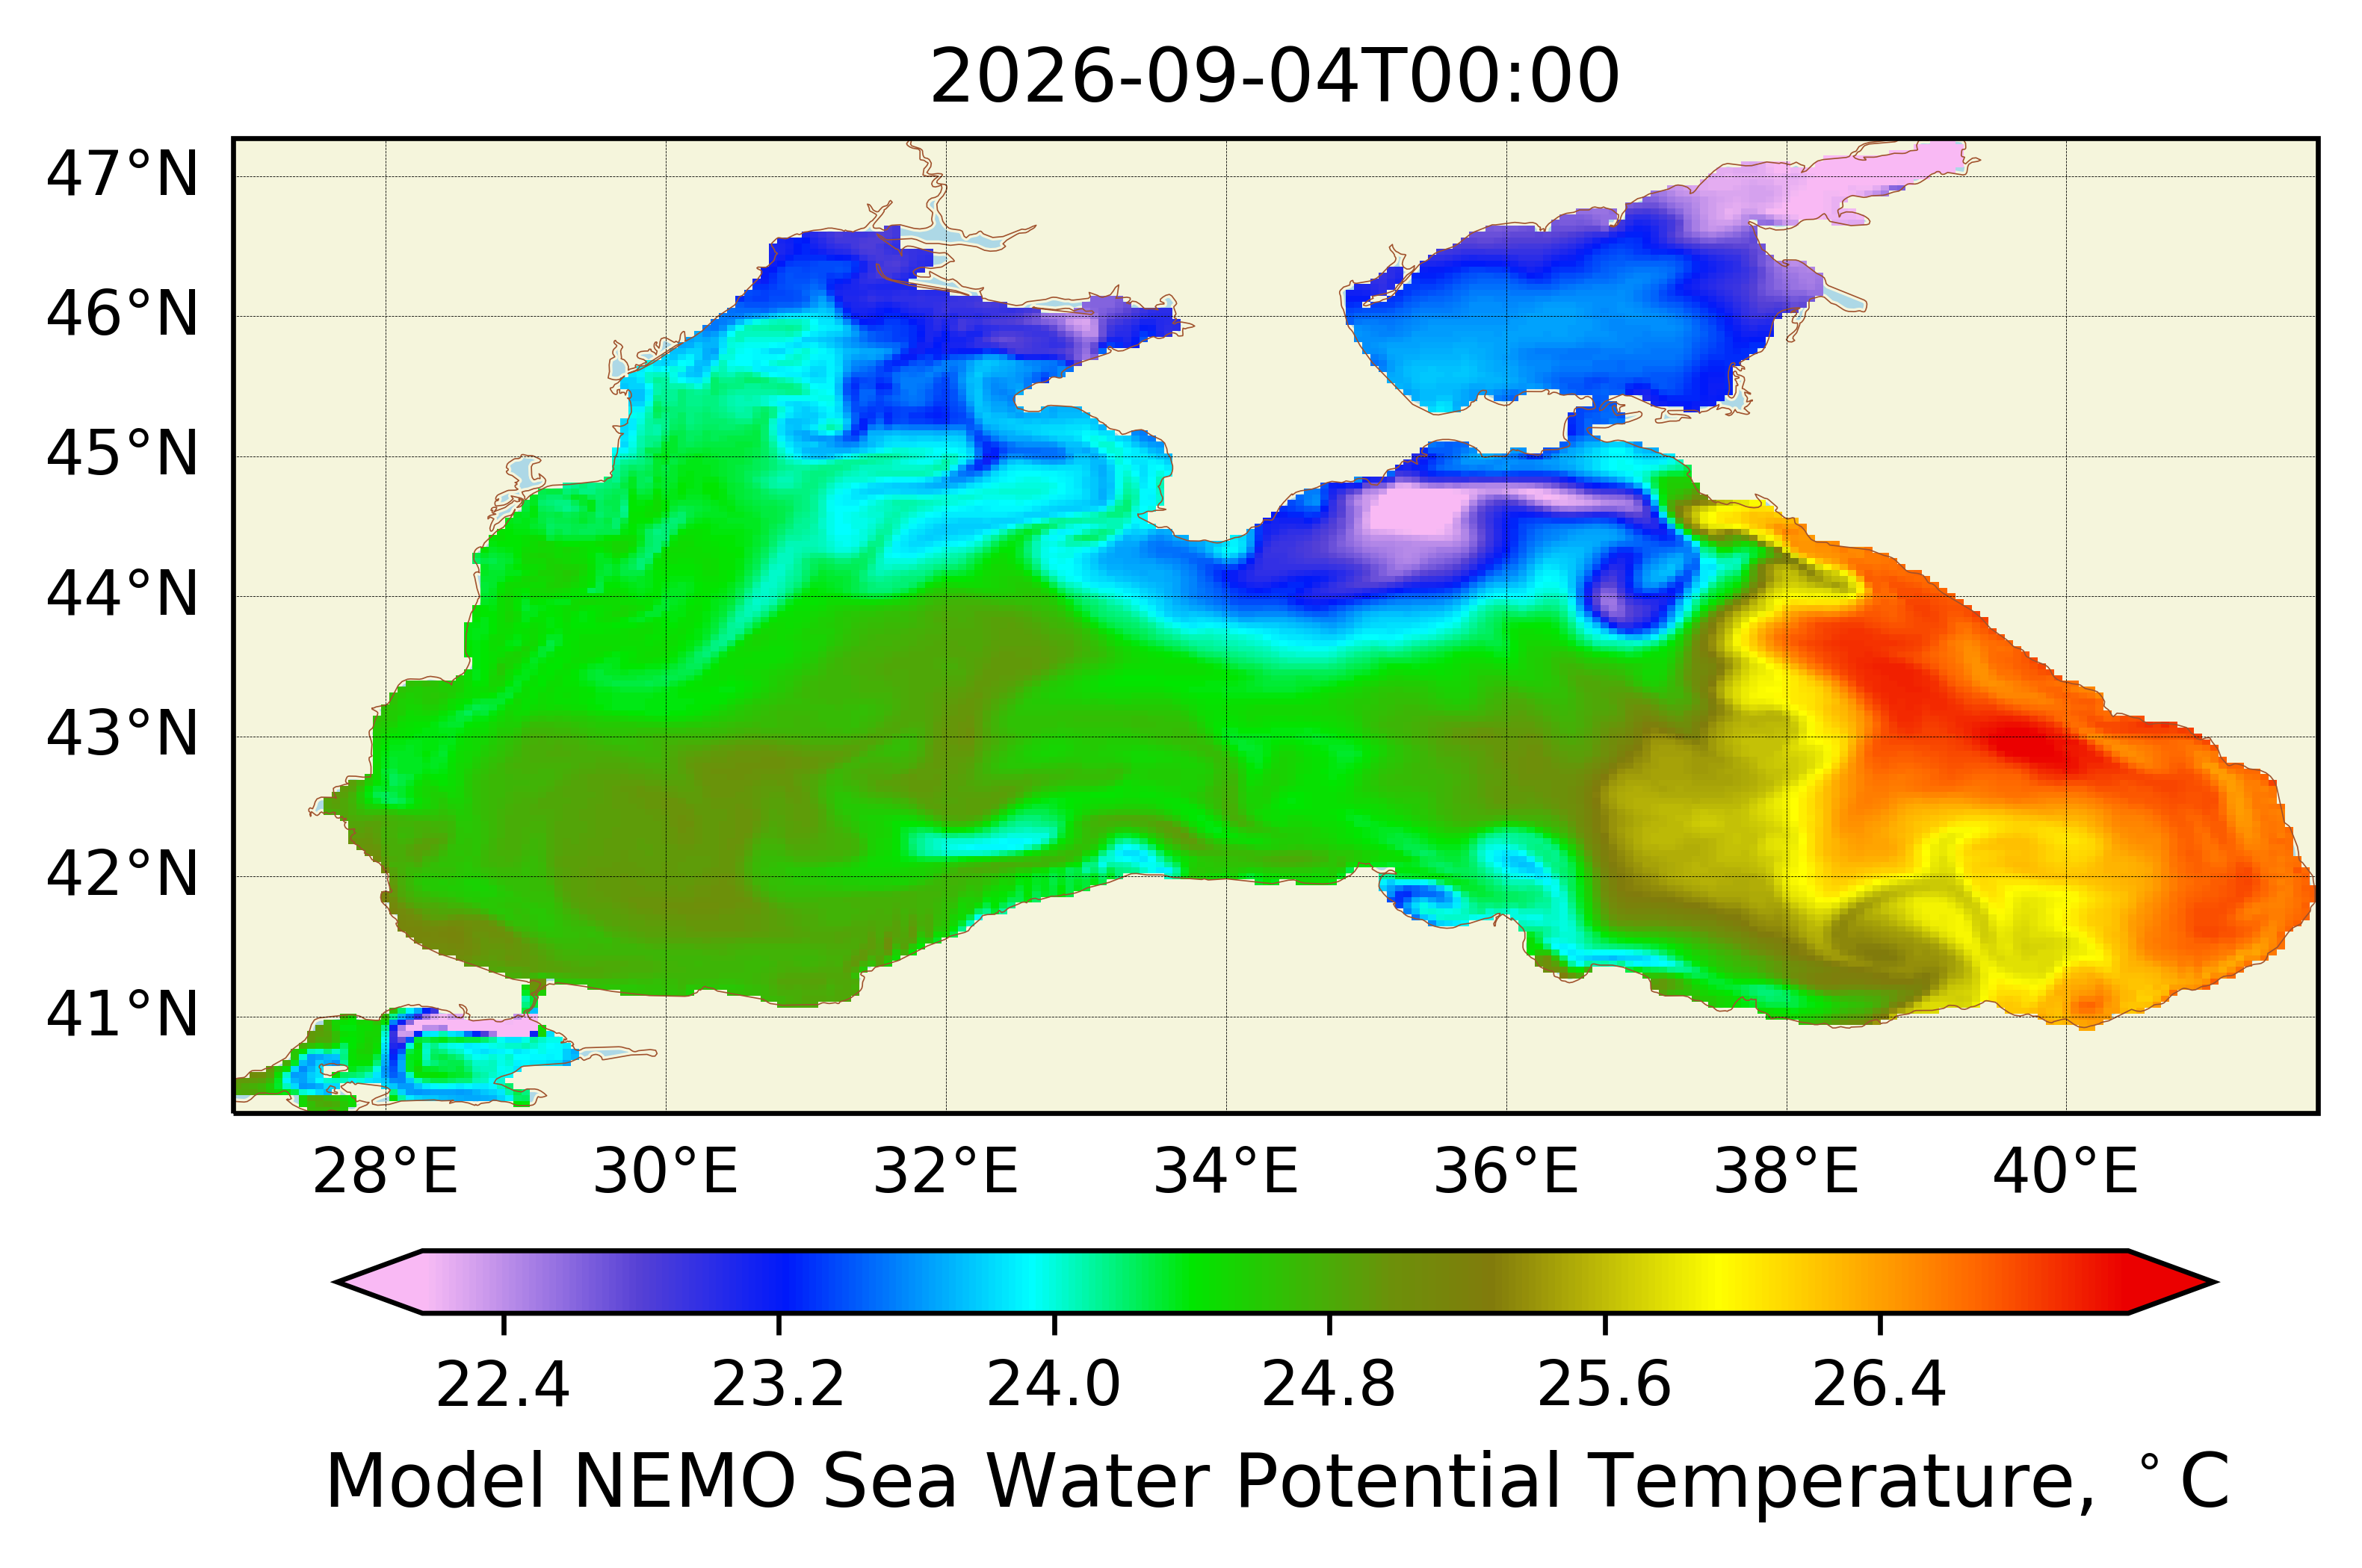 2026-09-04T00:00
47°N
46°N
45°N
44°N
43°N
42°N
41°N
28°E 30°E 32°E 34°E 36°E 38°E 40°E
22.4 23.2 24.0 24.8 25.6 26.4
Model NEMO Sea Water Potential Temperature, °C